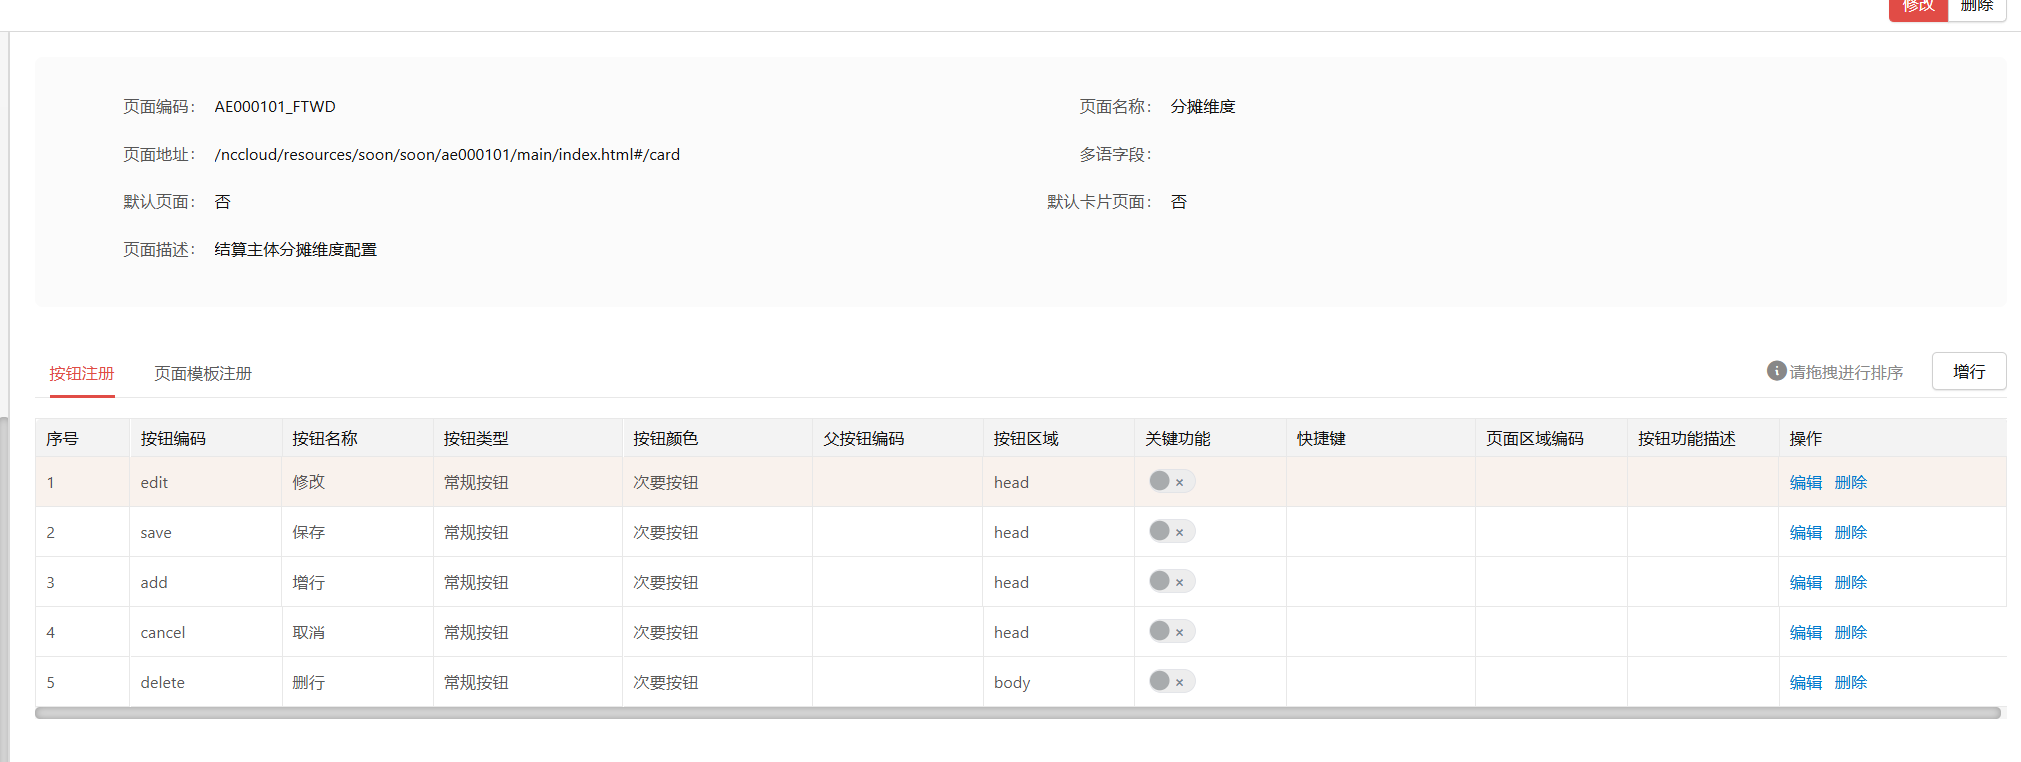 修改 删除
页面编码： AE000101_FTWD 页面名称： 分摊维度
页面地址： /nccloud/resources/soon/soon/ae000101/main/index.html#/card 多语字段：
默认页面： 否 默认卡片页面： 否
页面描述： 结算主体分摊维度配置
按钮注册 页面模板注册 请拖拽进行排序 增行
序号 按钮编码 按钮名称 按钮类型 按钮颜色 父按钮编码 按钮区域 关键功能 快捷键 页面区域编码 按钮功能描述 操作
1 edit 修改 常规按钮 次要按钮 head 编辑 删除
2 save 保存 常规按钮 次要按钮 head 编辑 删除
3 add 增行 常规按钮 次要按钮 head 编辑 删除
4 cancel 取消 常规按钮 次要按钮 head 编辑 删除
5 delete 删行 常规按钮 次要按钮 body 编辑 删除